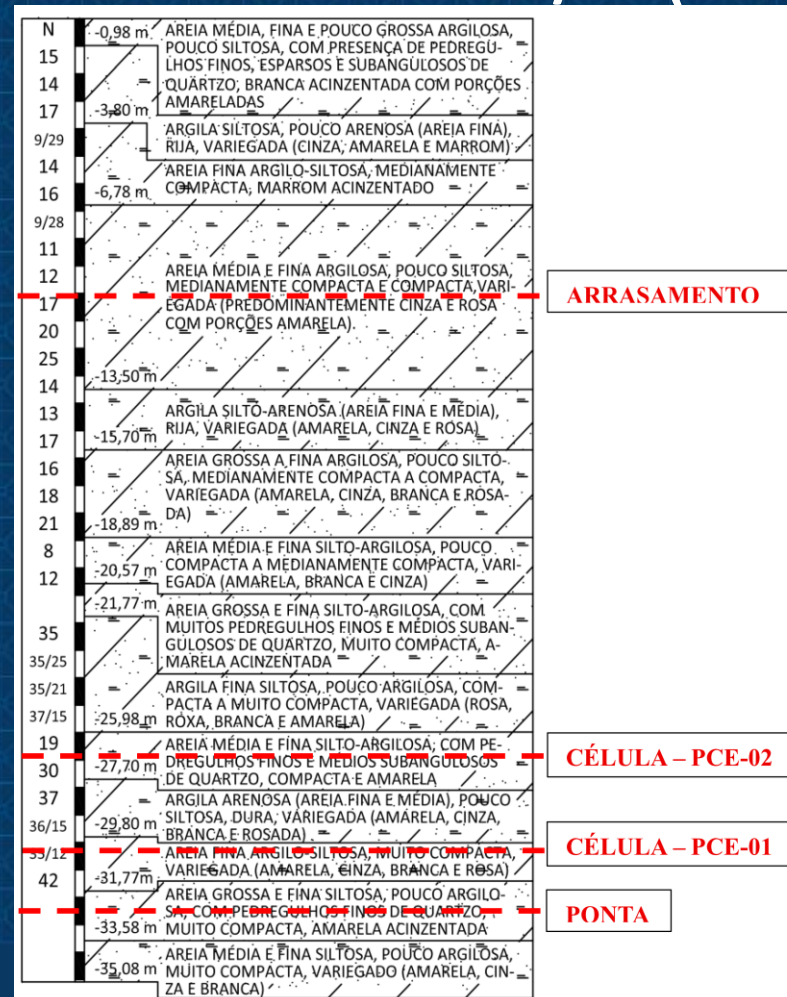 N
-0,98 m
AREIA MÉDIA, FINA E POUCO GROSSA ARGILOSA,
POUCO SILTOSA, COM PRESENÇA DE PEDREGU-
LHOS FINOS, ESPARSOS E SUBANGULOSOS DE
QUARTZO, BRANCA ACINZENTADA COM PORÇÕES
AMARELADAS
15
14
17
-3,80 m
ARGILA SILTOSA, POUCO ARENOSA (AREIA FINA),
RIJA, VARIEGADA (CINZA, AMARELA E MARROM)
9/29
14
AREIA FINA ARGILO-SILTOSA, MEDIANAMENTE
COMPACTA, MARROM ACINZENTADO
16
-6,78 m
9/28
11
12
AREIA MÉDIA E FINA ARGILOSA, POUCO SILTOSA,
MEDIANAMENTE COMPACTA E COMPACTA, VARI-
EGADA (PREDOMINANTEMENTE CINZA E ROSA
COM PORÇÕES AMARELA).
ARRASAMENTO
17
20
25
-13,50 m
14
13
ARGILA SILTO-ARENOSA (AREIA FINA E MÉDIA),
RIJA, VARIEGADA (AMARELA, CINZA E ROSA)
17
-15,70 m
16
AREIA GROSSA A FINA ARGILOSA, POUCO SILTO-
SA, MEDIANAMENTE COMPACTA A COMPACTA,
VARIEGADA (AMARELA, CINZA, BRANCA E ROSA-
DA)
18
21
-18,89 m
8
AREIA MÉDIA E FINA SILTO-ARGILOSA, POUCO
COMPACTA A MEDIANAMENTE COMPACTA, VARI-
EGADA (AMARELA, BRANCA E CINZA)
-20,57 m
12
-21,77 m
AREIA GROSSA E FINA SILTO-ARGILOSA, COM
MUITOS PEDREGULHOS FINOS E MÉDIOS SUBAN-
GULOSOS DE QUARTZO, MUITO COMPACTA, A-
MARELA ACINZENTADA
35
35/25
35/21
ARGILA FINA SILTOSA, POUCO ARGILOSA, COM-
PACTA A MUITO COMPACTA, VARIEGADA (ROSA,
ROXA, BRANCA E AMARELA)
37/15
-25,98 m
19
AREIA MÉDIA E FINA SILTO-ARGILOSA, COM PE-
DREGULHOS FINOS E MÉDIOS SUBANGULOSOS
DE QUARTZO, COMPACTA E AMARELA
-27,70 m
CÉLULA – PCE-02
30
37
ARGILA ARENOSA (AREIA FINA E MÉDIA), POUCO
SILTOSA, DURA, VARIEGADA (AMARELA, CINZA,
BRANCA E ROSADA)
36/15
-29,80 m
35/12
AREIA FINA ARGILO-SILTOSA, MUITO COMPACTA,
VARIEGADA (AMARELA, CINZA, BRANCA E ROSA)
CÉLULA – PCE-01
42
-31,77m
AREIA GROSSA E FINA SILTOSA, POUCO ARGILO-
SA, COM PEDREGULHOS FINOS DE QUARTZO,
MUITO COMPACTA, AMARELA ACINZENTADA
PONTA
-33,58 m
AREIA MÉDIA E FINA SILTOSA, POUCO ARGILOSA,
MUITO COMPACTA, VARIEGADO (AMARELA, CIN-
ZA E BRANCA)
-35,08 m